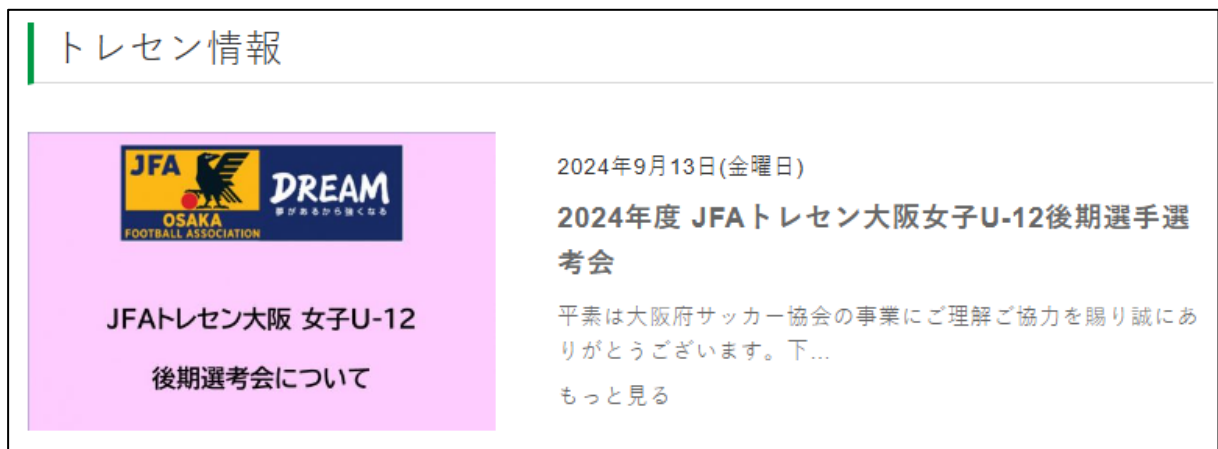 トレセン情報
JFA
OSAKA
FOOTBALL ASSOCIATION
DREAM
夢があるから強くなる
JFAトレセン大阪 女子U-12
後期選考会について
2024年9月13日(金曜日)
2024年度 JFAトレセン大阪女子U-12後期選手選
考会
平素は大阪府サッカー協会の事業にご理解ご協力を賜り誠にあ
りがとうございます。下...
もっと見る